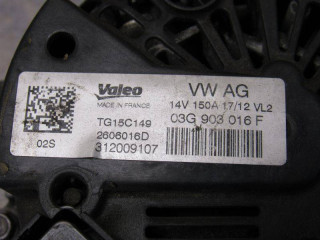 Valeo
MADE IN FRANCE
VW AG
14V 150A 17/12 VL2
TG15C149
03G 903 016 F
2606016D
02S
312009107